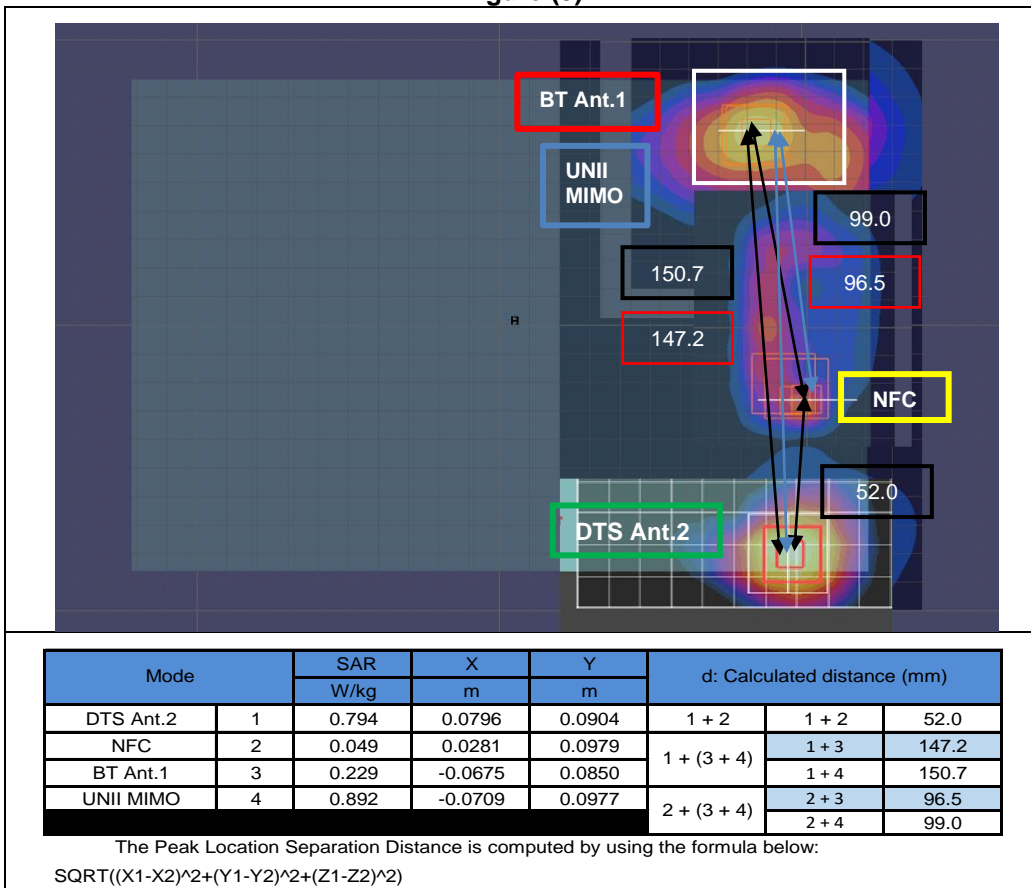 BT Ant.1
UNII
MIMO
99.0
150.7
96.5
147.2
NFC
52.0
DTS Ant.2
Mode SAR X Y d: Calculated distance (mm)
W/kg m m
DTS Ant.2 1 0.794 0.0796 0.0904 1 + 2 1 + 2 52.0
NFC 2 0.049 0.0281 0.0979 1 + (3 + 4) 1 + 3 147.2
BT Ant.1 3 0.229 -0.0675 0.0850 1 + 4 150.7
UNII MIMO 4 0.892 -0.0709 0.0977 2 + (3 + 4) 2 + 3 96.5
2 + 4 99.0
The Peak Location Separation Distance is computed by using the formula below:
SQRT((X1-X2)^2+(Y1-Y2)^2+(Z1-Z2)^2)